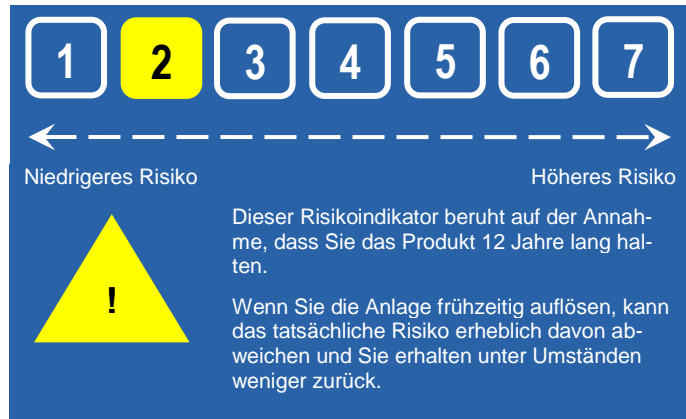 1 2 3 4 5 6 7
Niedrigeres Risiko Höheres Risiko
!
Dieser Risikoindikator beruht auf der Annah-
me, dass Sie das Produkt 12 Jahre lang hal-
ten.
Wenn Sie die Anlage frühzeitig auflösen, kann
das tatsächliche Risiko erheblich davon ab-
weichen und Sie erhalten unter Umständen
weniger zurück.